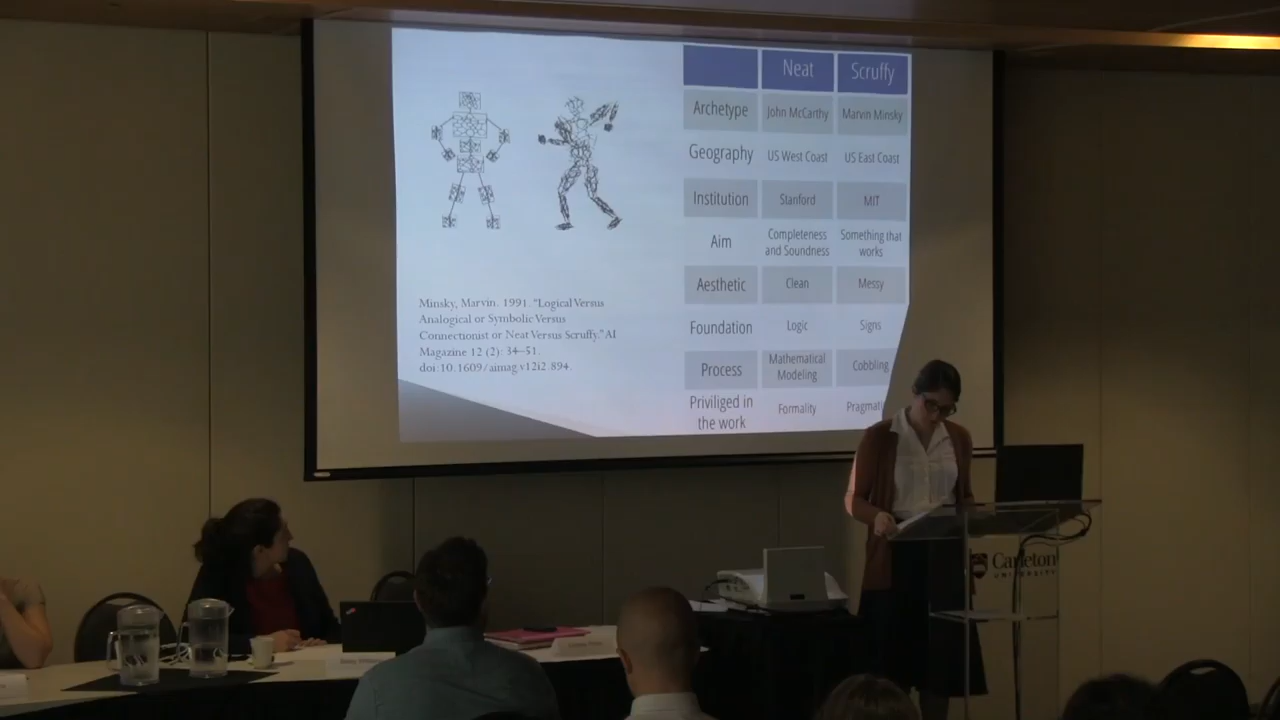 Neat Scruffy
Archetype John McCarthy Marvin Minsky
Geography US West Coast US East Coast
Institution Stanford MIT
Aim Completeness and Soundness Something that works
Aesthetic Clean Messy
Foundation Logic Signs
Process Mathematical Modeling Cobbling
Priviliged in the work Formality Pragmati
Minsky, Marvin. 1991. "Logical Versus
Analogical or Symbolic Versus
Connectionist or Neat Versus Scruffy." AI
Magazine 12 (2): 34–51.
doi:10.1609/aimag.v12i2.894.
Carleton
UNIVERSITY